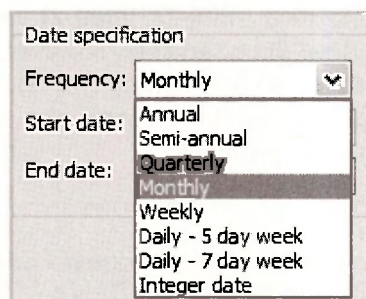 Date specification
Frequency: Monthly
Start date: Annual
Semi-annual
End date: Quarterly
Monthly
Weekly
Daily - 5 day week
Daily - 7 day week
Integer date